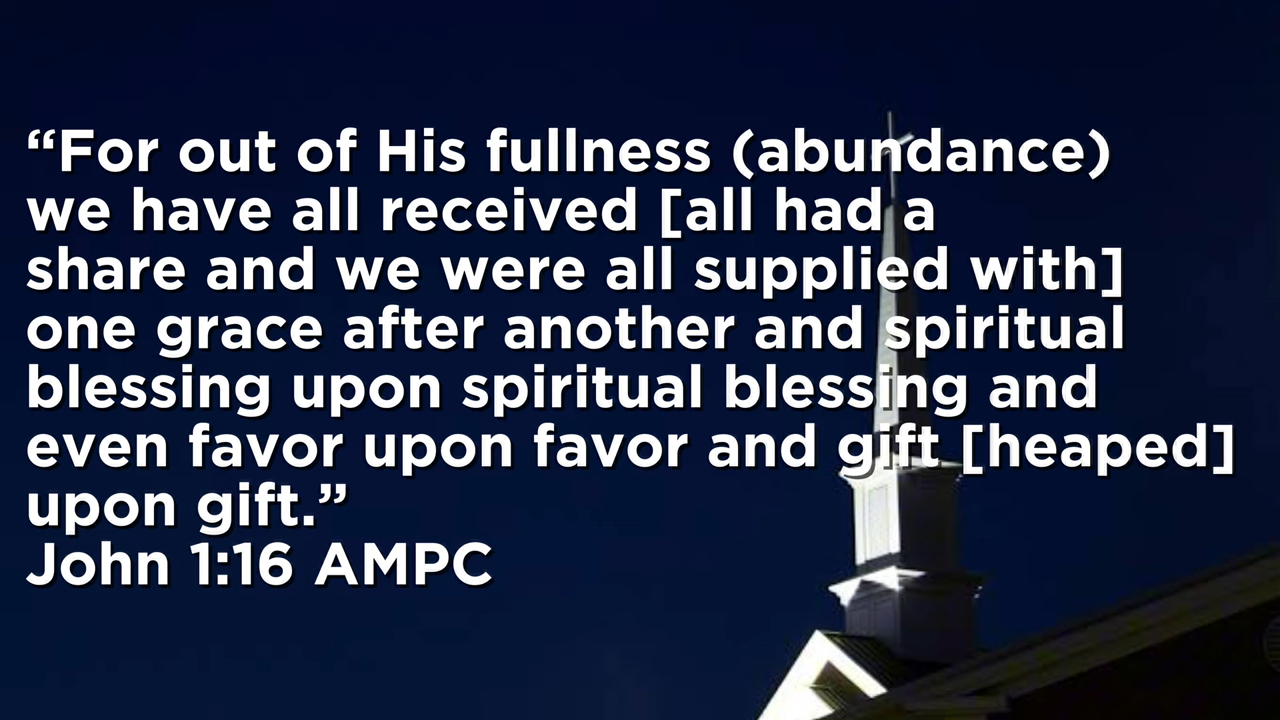 “For out of His fullness (abundance)
we have all received [all had a
share and we were all supplied with]
one grace after another and spiritual
blessing upon spiritual blessing and
even favor upon favor and gift [heaped]
upon gift.”
John 1:16 AMPC